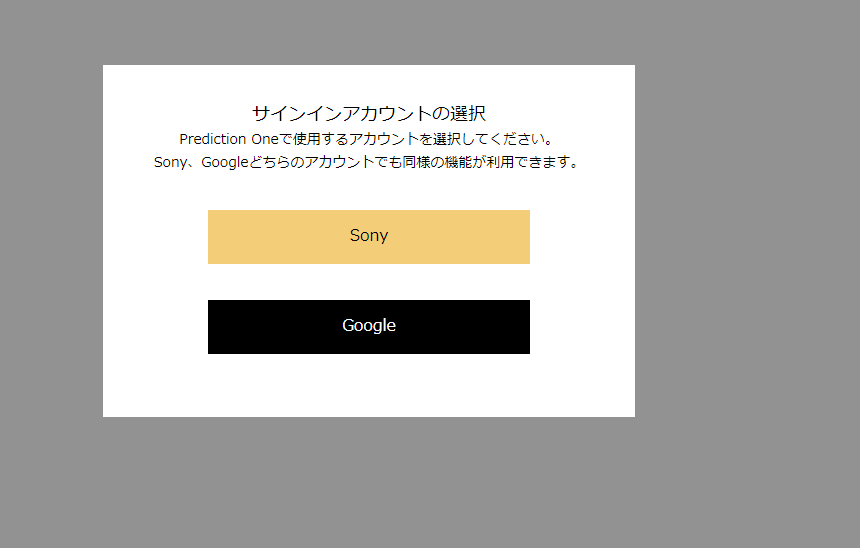 サインインアカウントの選択
Prediction Oneで使用するアカウントを選択してください。
Sony、Googleどちらのアカウントでも同様の機能が利用できます。
Sony
Google